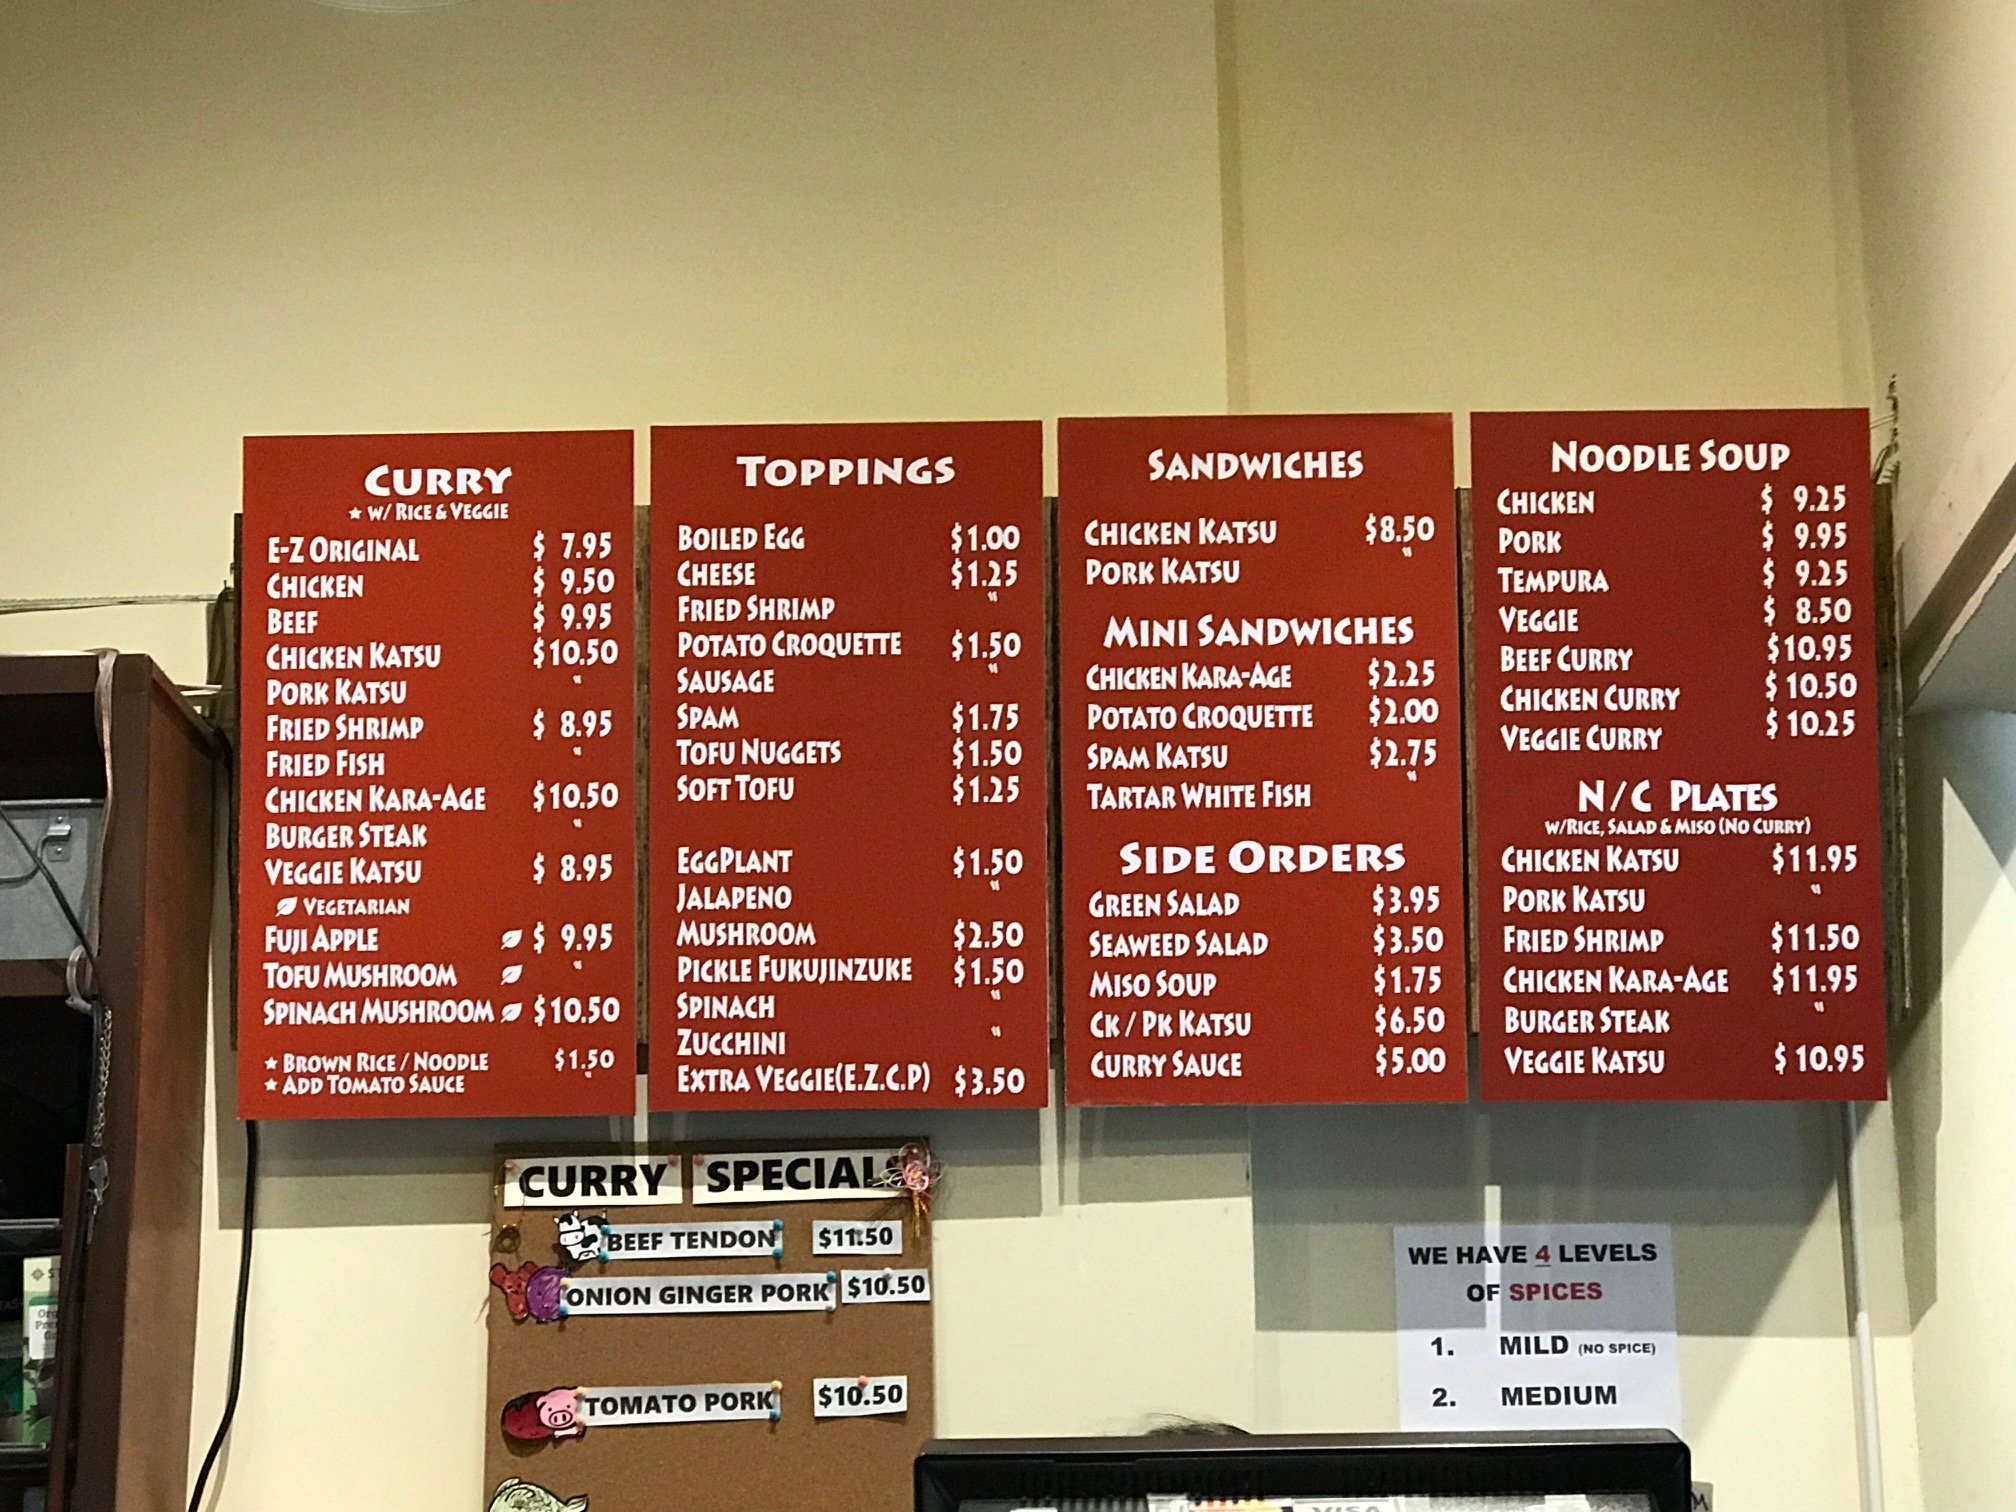 CURRY
★ W/ RICE & VEGGIE
E-Z ORIGINAL $ 7.95
CHICKEN $ 9.50
BEEF $ 9.95
CHICKEN KATSU $10.50
PORK KATSU "
FRIED SHRIMP $ 8.95
FRIED FISH "
CHICKEN KARA-AGE $10.50
BURGER STEAK "
VEGGIE KATSU $ 8.95
VEGETARIAN
FUJI APPLE $ 9.95
TOFU MUSHROOM "
SPINACH MUSHROOM $10.50
★ BROWN RICE / NOODLE $1.50
★ ADD TOMATO SAUCE "
TOPPINGS
BOILED EGG $1.00
CHEESE $1.25
FRIED SHRIMP "
POTATO CROQUETTE $1.50
SAUSAGE "
SPAM $1.75
TOFU NUGGETS $1.50
SOFT TOFU $1.25
EGGPLANT $1.50
JALAPENO "
MUSHROOM $2.50
PICKLE FUKUJINZUKE $1.50
SPINACH "
ZUCCHINI "
EXTRA VEGGIE(E.Z.C.P) $3.50
SANDWICHES
CHICKEN KATSU $8.50
PORK KATSU "
MINI SANDWICHES
CHICKEN KARA-AGE $2.25
POTATO CROQUETTE $2.00
SPAM KATSU $2.75
TARTAR WHITE FISH "
SIDE ORDERS
GREEN SALAD $3.95
SEAWEED SALAD $3.50
MISO SOUP $1.75
CK / PK KATSU $6.50
CURRY SAUCE $5.00
NOODLE SOUP
CHICKEN $ 9.25
PORK $ 9.95
TEMPURA $ 9.25
VEGGIE $ 8.50
BEEF CURRY $10.95
CHICKEN CURRY $10.50
VEGGIE CURRY $10.25
N/C PLATES
W/RICE, SALAD & MISO (NO CURRY)
CHICKEN KATSU $11.95
PORK KATSU "
FRIED SHRIMP $11.50
CHICKEN KARA-AGE $11.95
BURGER STEAK "
VEGGIE KATSU $10.95
CURRY SPECIALS
BEEF TENDON $11.50
ONION GINGER PORK $10.50
TOMATO PORK $10.50
WE HAVE 4 LEVELS
OF SPICES
1. MILD (NO SPICE)
2. MEDIUM
VISA